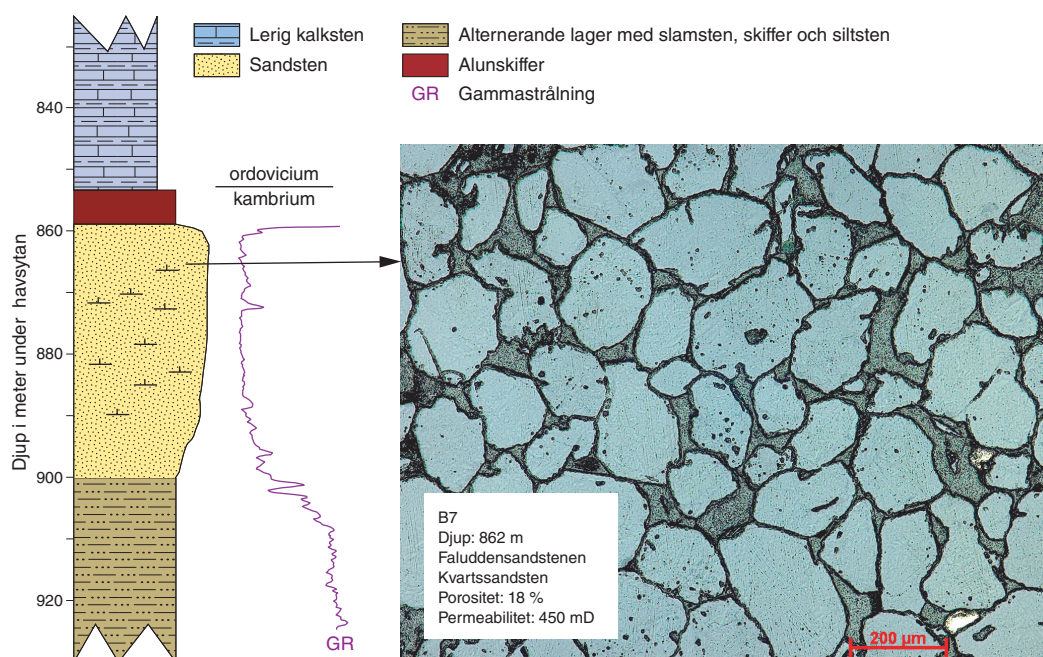 Lerig kalksten
Sandsten
Alternerande lager med slamsten, skiffer och siltsten
Alunskiffer
GR Gammastrålning
Djup i meter under havsytan
840
860
880
900
920
ordovicium
kambrium
GR
B7
Djup: 862 m
Faluddensandstenen
Kvartssandsten
Porositet: 18 %
Permeabilitet: 450 mD
200 µm